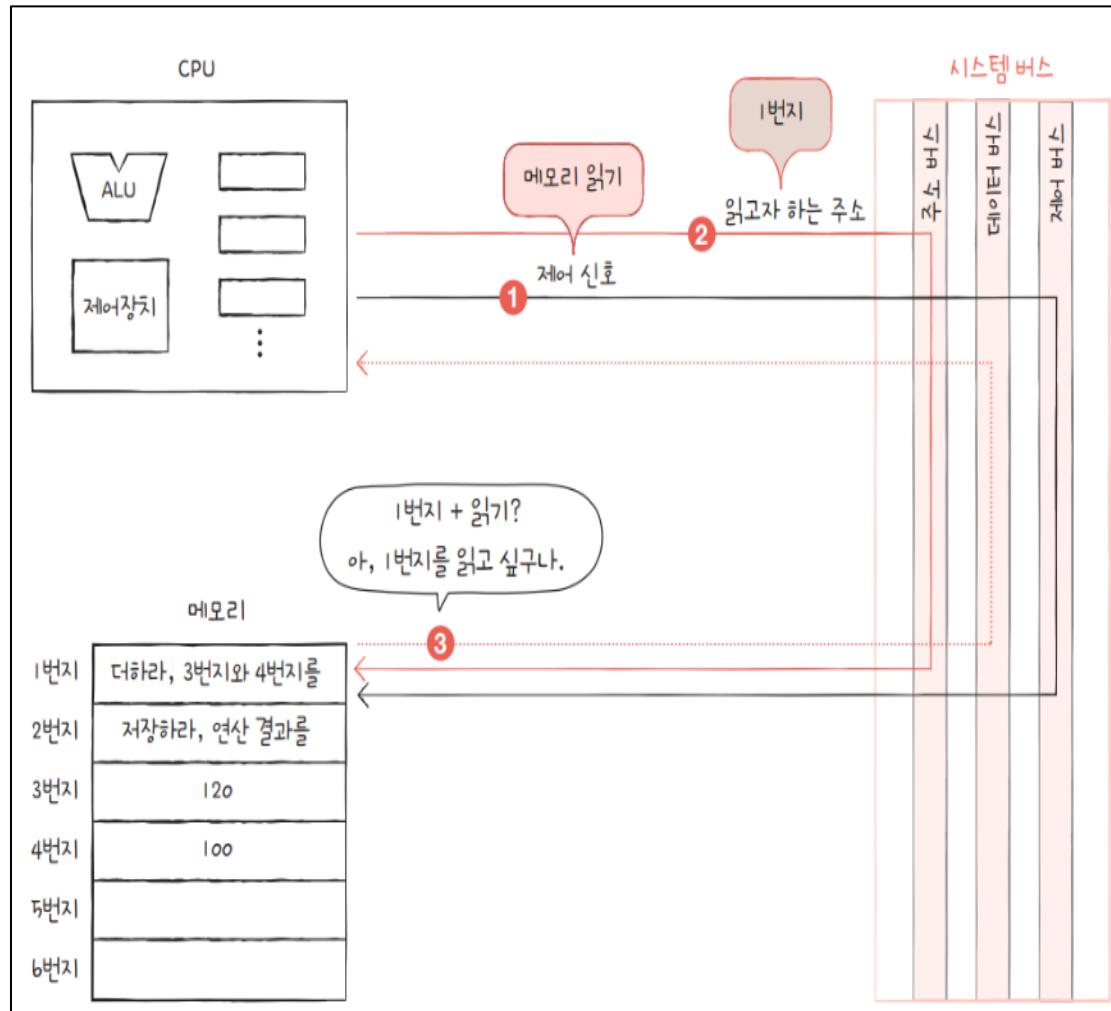 CPU
시스템 버스
ALU
제어장치
메모리 읽기
1번지
2
읽고자 하는 주소
제어 신호
1
주소 버스
데이터 버스
제어 버스
1번지 + 읽기?
아, 1번지를 읽고 싶구나.
3
메모리
1번지 더하라, 3번지와 4번지를
2번지 저장하라, 연산 결과를
3번지 120
4번지 100
5번지
6번지